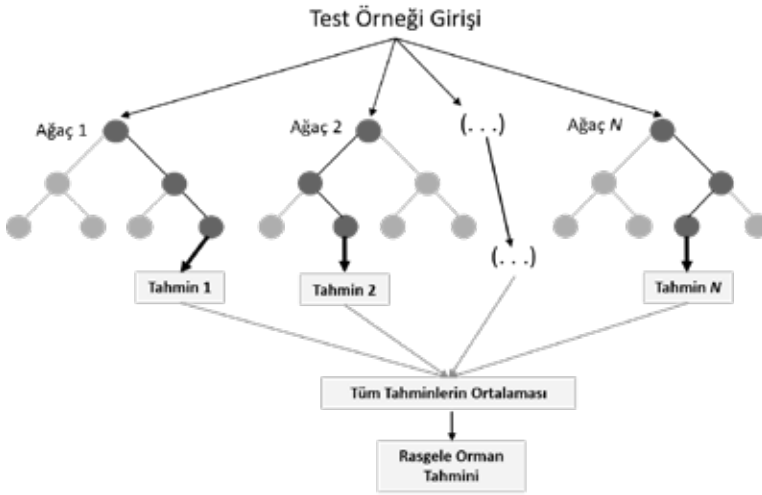 Test Örneği Girişi
Ağaç 1
Ağaç 2
(. . .)
Ağaç N
(. . .)
Tahmin 1
Tahmin 2
Tahmin N
Tüm Tahminlerin Ortalaması
Rasgele Orman
Tahmini